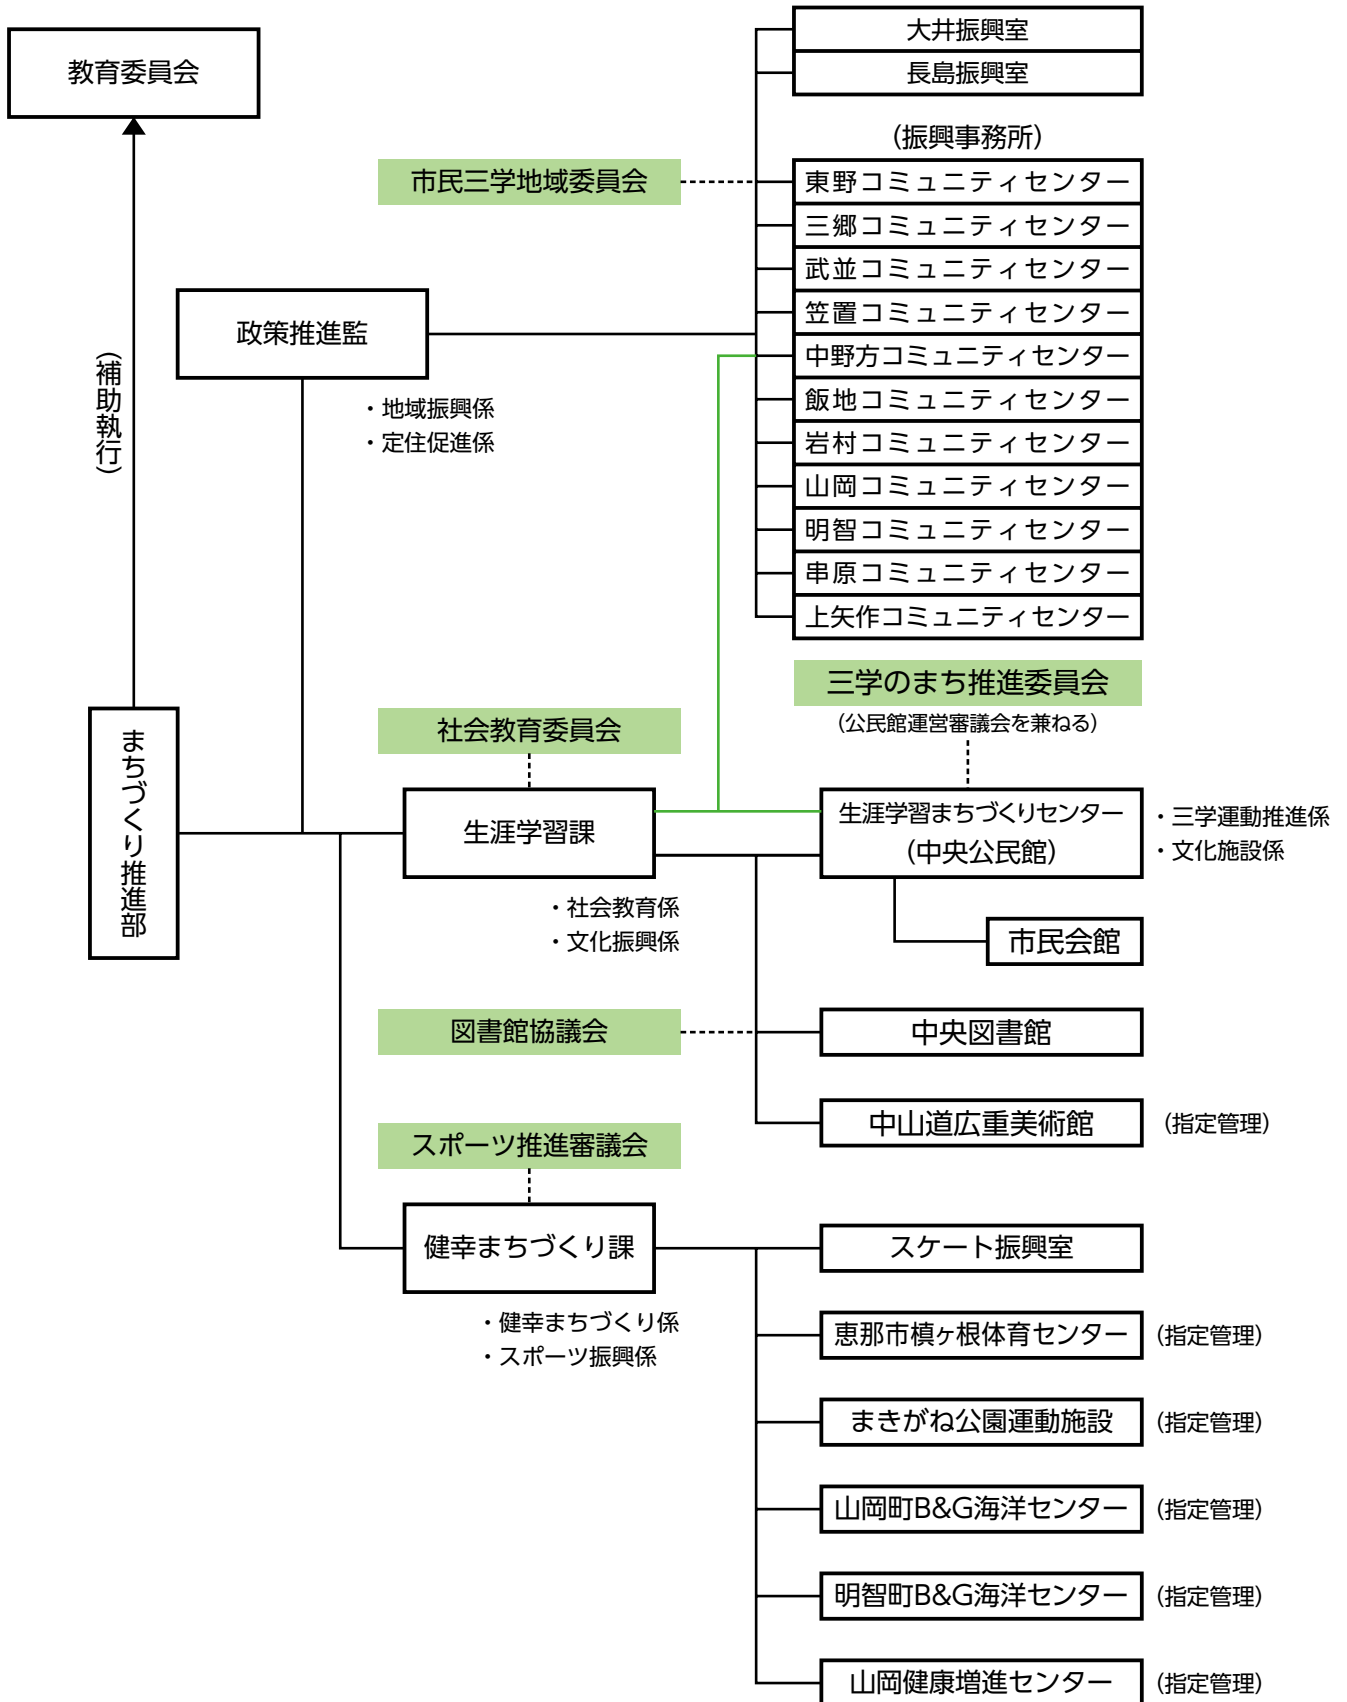 教育委員会
大井振興室
長島振興室
(振興事務所)
市民三学地域委員会
東野コミュニティセンター
三郷コミュニティセンター
武並コミュニティセンター
笠置コミュニティセンター
中野方コミュニティセンター
飯地コミュニティセンター
岩村コミュニティセンター
山岡コミュニティセンター
明智コミュニティセンター
串原コミュニティセンター
上矢作コミュニティセンター
政策推進監
・地域振興係
・定住促進係
(補助執行)
まちづくり推進部
三学のまち推進委員会
(公民館運営審議会を兼ねる)
社会教育委員会
生涯学習課
・社会教育係
・文化振興係
生涯学習まちづくりセンター
(中央公民館)
・三学運動推進係
・文化施設係
市民会館
図書館協議会
中央図書館
中山道広重美術館
(指定管理)
スポーツ推進審議会
健幸まちづくり課
・健幸まちづくり係
・スポーツ振興係
スケート振興室
恵那市槙ヶ根体育センター
(指定管理)
まきがね公園運動施設
(指定管理)
山岡町B&G海洋センター
(指定管理)
明智町B&G海洋センター
(指定管理)
山岡健康増進センター
(指定管理)